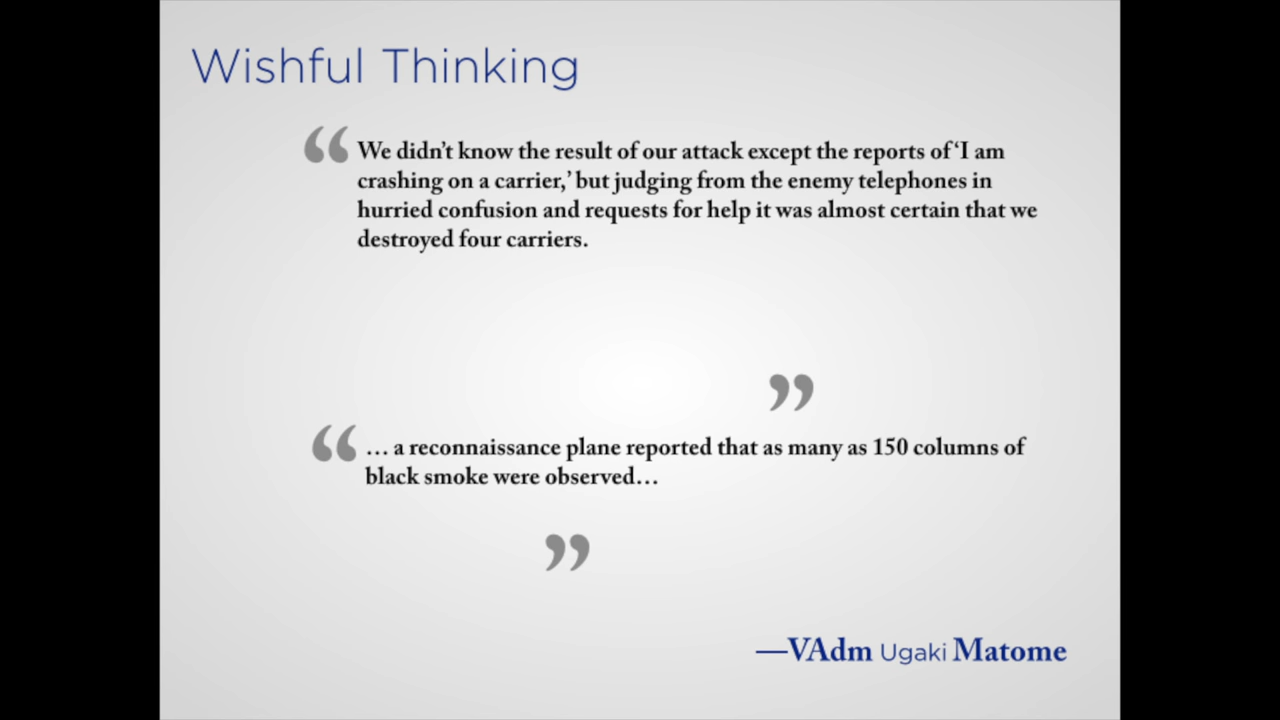 Wishful Thinking
“We didn’t know the result of our attack except the reports of ‘I am
crashing on a carrier,’ but judging from the enemy telephones in
hurried confusion and requests for help it was almost certain that we
destroyed four carriers.
”
“… a reconnaissance plane reported that as many as 150 columns of
black smoke were observed…
”
—VAdm Ugaki Matome